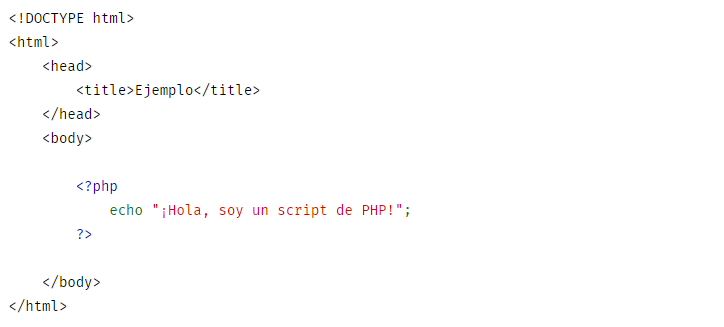 <!DOCTYPE html>
<html>
    <head>
        <title>Ejemplo</title>
    </head>
    <body>

        <?php
            echo "¡Hola, soy un script de PHP!";
        ?>

    </body>
</html>